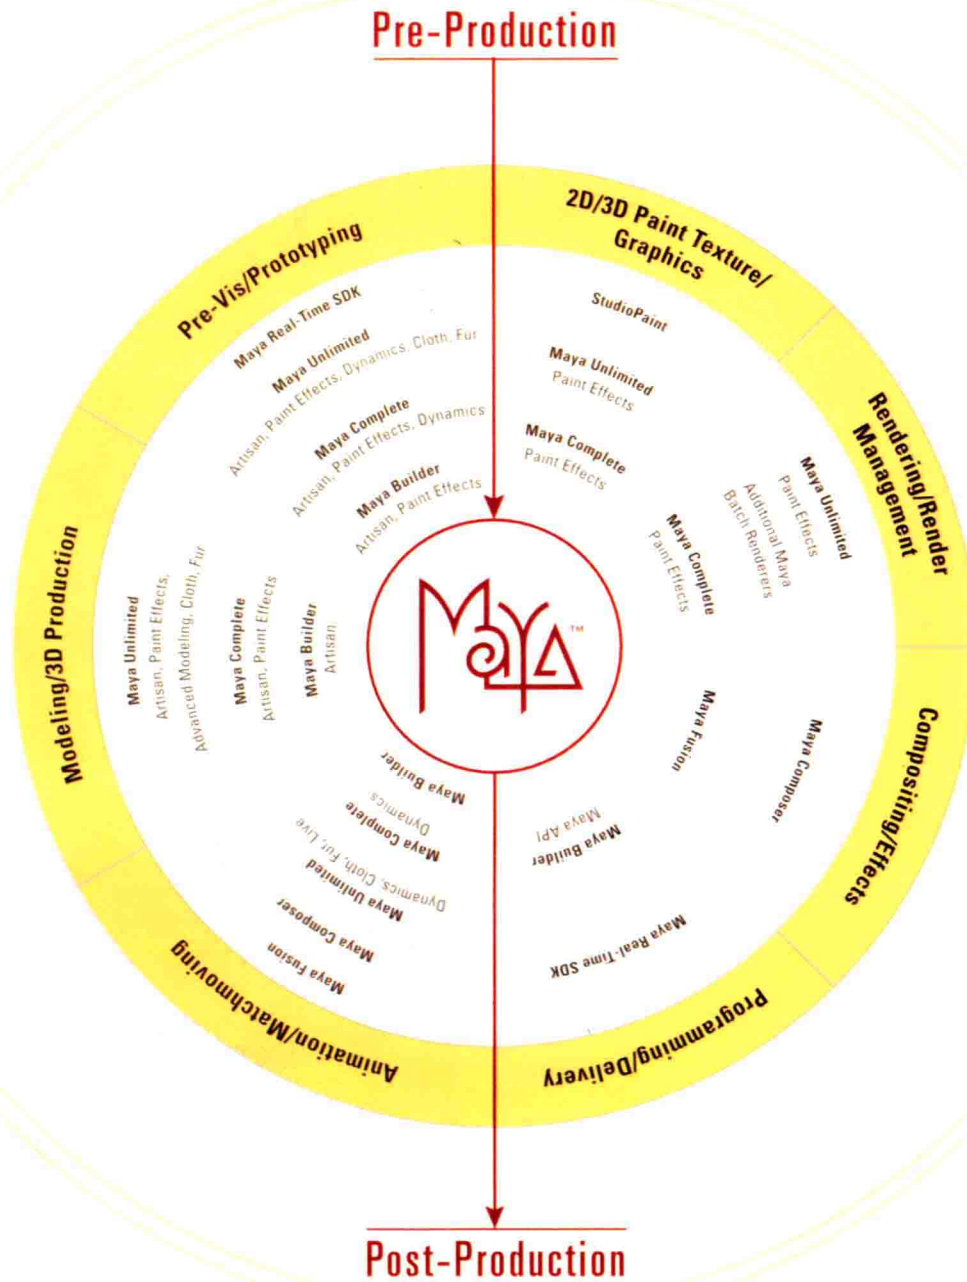 Pre-Production
2D/3D Paint Texture/
Graphics
StudioPaint
Maya Unlimited
Paint Effects
Maya Complete
Paint Effects
Rendering/Render
Management
Maya Unlimited
Paint Effects
Additional Maya
Batch Renderers
Maya Complete
Paint Effects
Compositing/Effects
Maya Composer
Maya Fusion
Programming/Delivery
Maya Real-Time SDK
Maya Builder
Maya API
Animation/Matchmoving
Maya Fusion
Maya Composer
Maya Unlimited
Dynamics, Cloth, Fur, Live
Maya Complete
Dynamics
Maya Builder
Modeling/3D Production
Maya Unlimited
Artisan, Paint Effects,
Advanced Modeling, Cloth, Fur
Maya Complete
Artisan, Paint Effects
Maya Builder
Artisan
Pre-Vis/Prototyping
Maya Real-Time SDK
Maya Unlimited
Artisan, Paint Effects, Dynamics, Cloth, Fur
Maya Complete
Artisan, Paint Effects, Dynamics
Maya Builder
Artisan, Paint Effects
Maya™
Post-Production